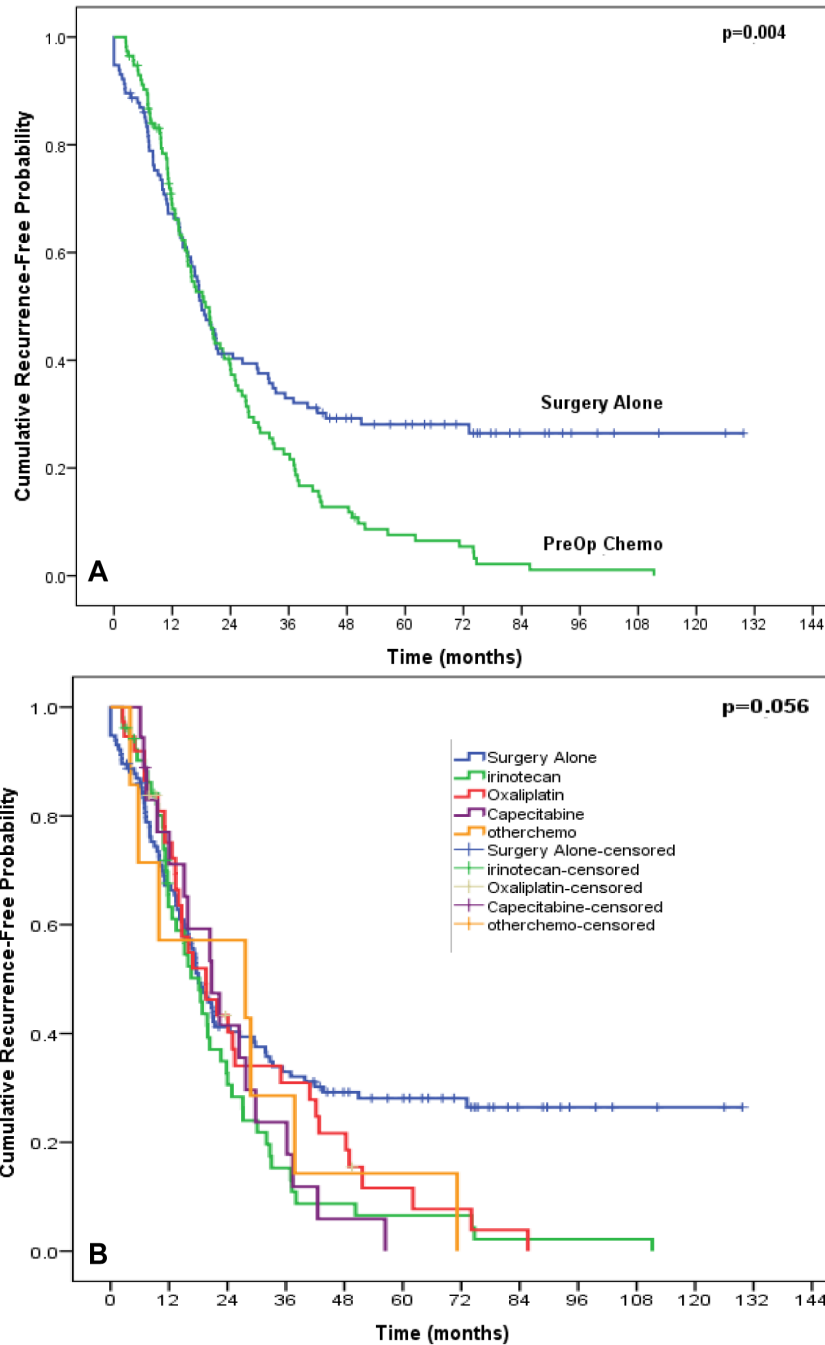 p=0.004
Cumulative Recurrence-Free Probability
1.0
0.8
0.6
0.4
0.2
0.0
Surgery Alone
PreOp Chemo
A
0 12 24 36 48 60 72 84 96 108 120 132 144
Time (months)
p=0.056
Cumulative Recurrence-Free Probability
1.0
0.8
0.6
0.4
0.2
0.0
Surgery Alone
irinotecan
Oxaliplatin
Capecitabine
otherchemo
Surgery Alone-censored
irinotecan-censored
Oxaliplatin-censored
Capecitabine-censored
otherchemo-censored
B
0 12 24 36 48 60 72 84 96 108 120 132 144
Time (months)